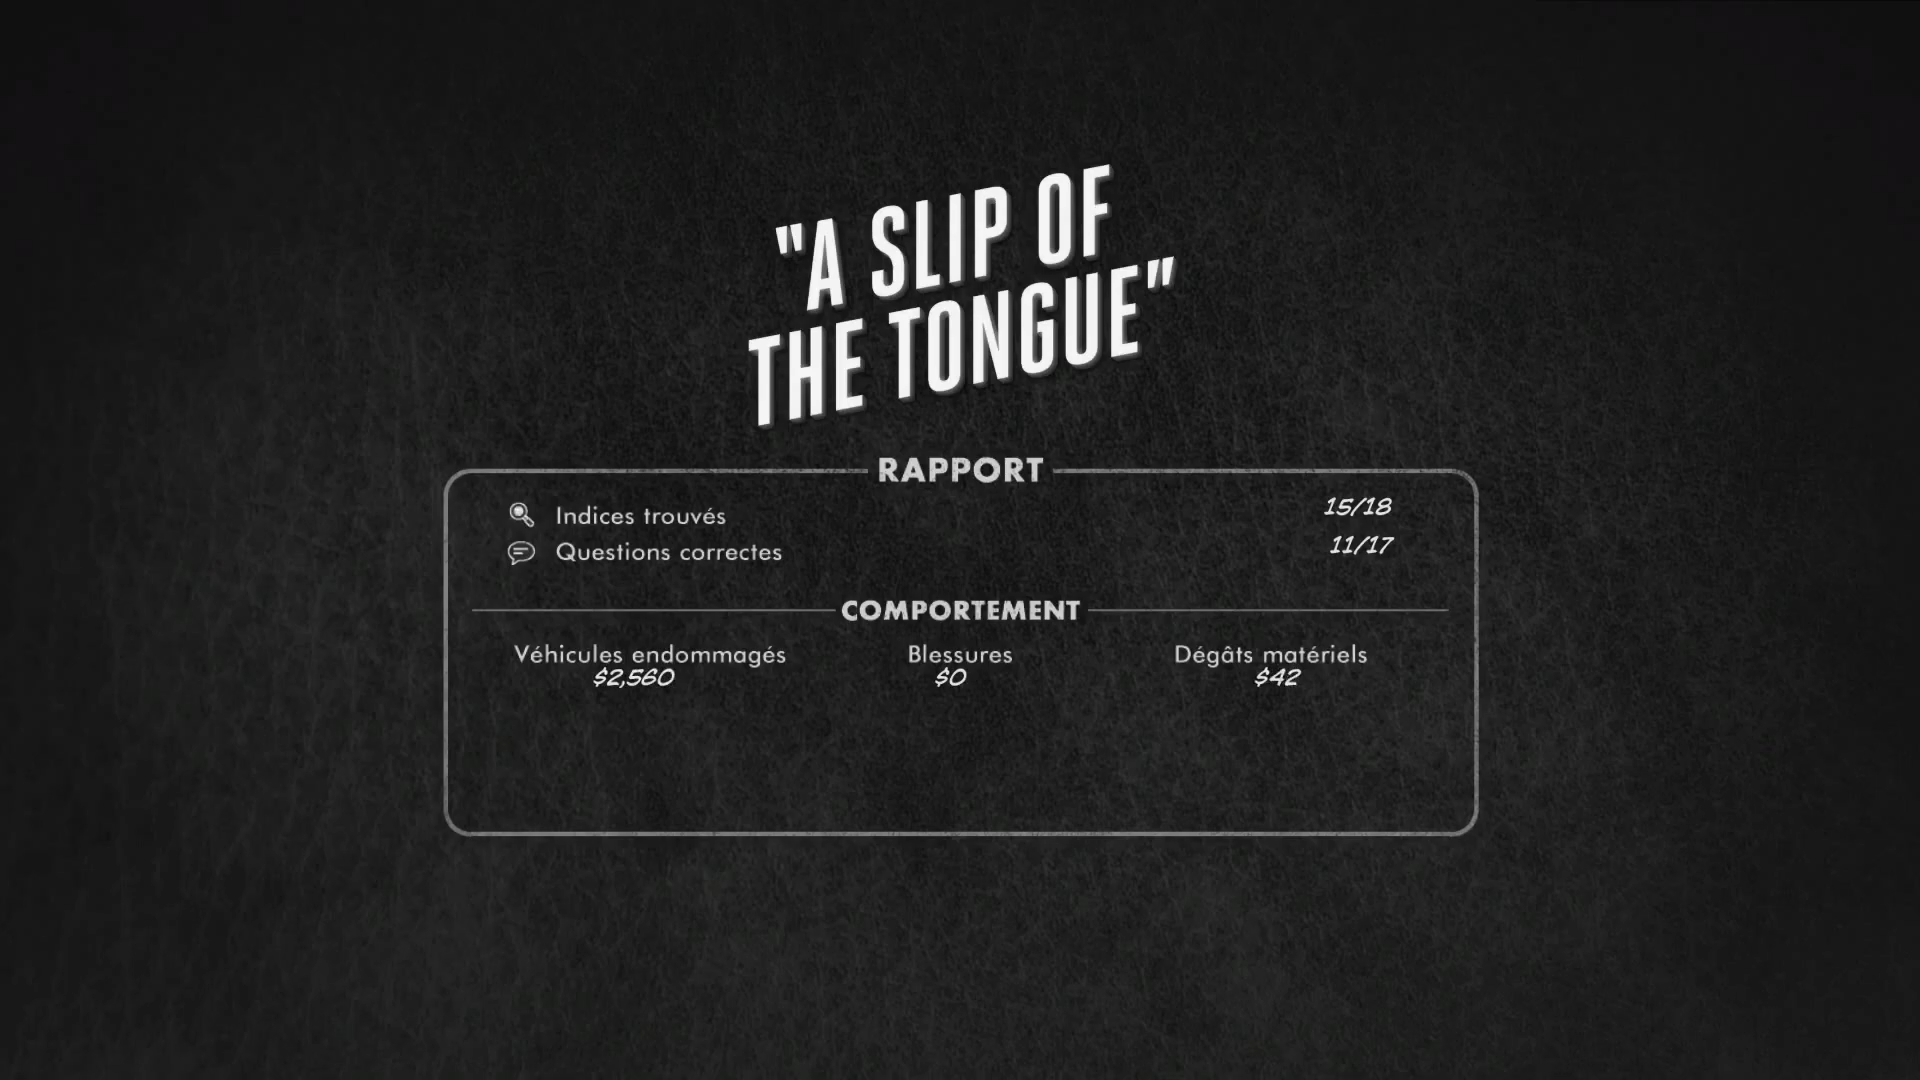 "A SLIP OF
THE TONGUE"
RAPPORT
Indices trouvés 15/18
Questions correctes 11/17
COMPORTEMENT
Véhicules endommagés Blessures Dégâts matériels
$2,560 $0 $42